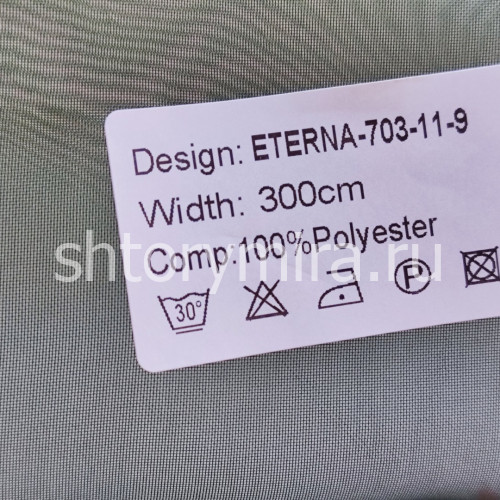 Design: ETERNA-703-11-9
Width: 300cm
Comp:100%Polyester
shtorymira.ru
30°
P